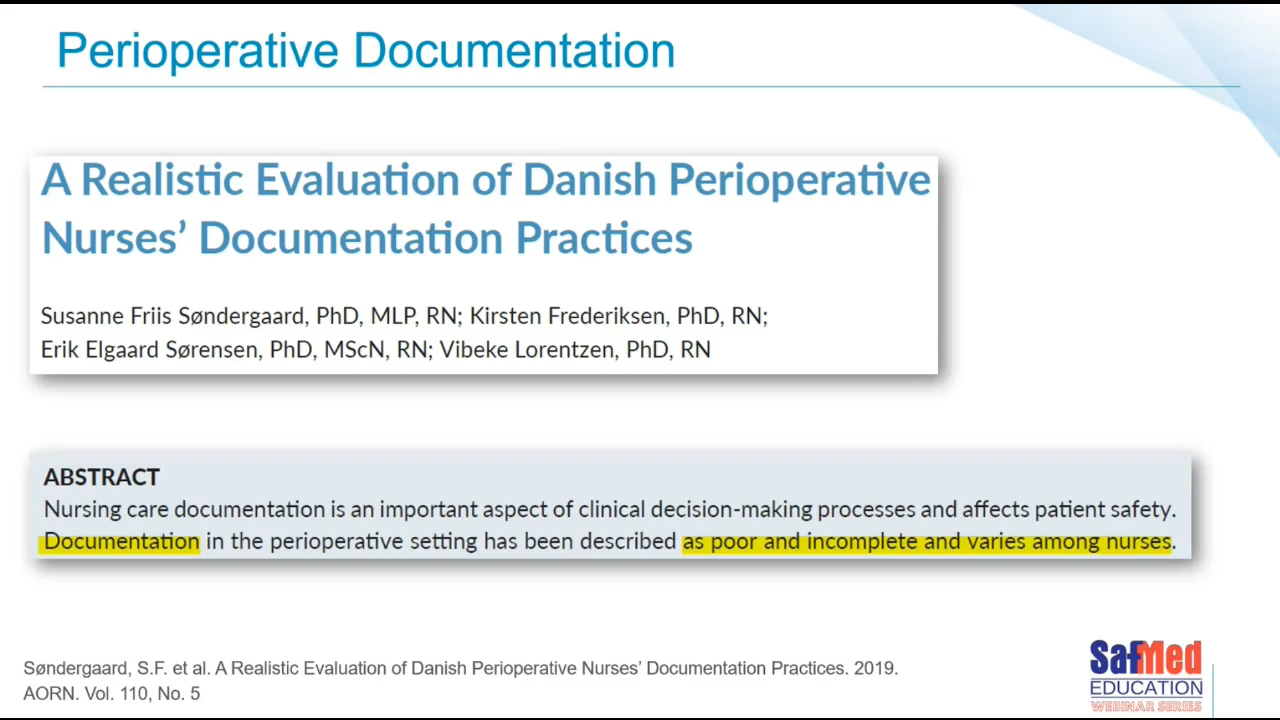 Perioperative Documentation
A Realistic Evaluation of Danish Perioperative
Nurses’ Documentation Practices
Susanne Friis Søndergaard, PhD, MLP, RN; Kirsten Frederiksen, PhD, RN;
Erik Elgaard Sørensen, PhD, MScN, RN; Vibeke Lorentzen, PhD, RN
ABSTRACT
Nursing care documentation is an important aspect of clinical decision-making processes and affects patient safety.
Documentation in the perioperative setting has been described as poor and incomplete and varies among nurses.
Søndergaard, S.F. et al. A Realistic Evaluation of Danish Perioperative Nurses’ Documentation Practices. 2019.
AORN. Vol. 110, No. 5
SafMed
EDUCATION
WEBINAR SERIES